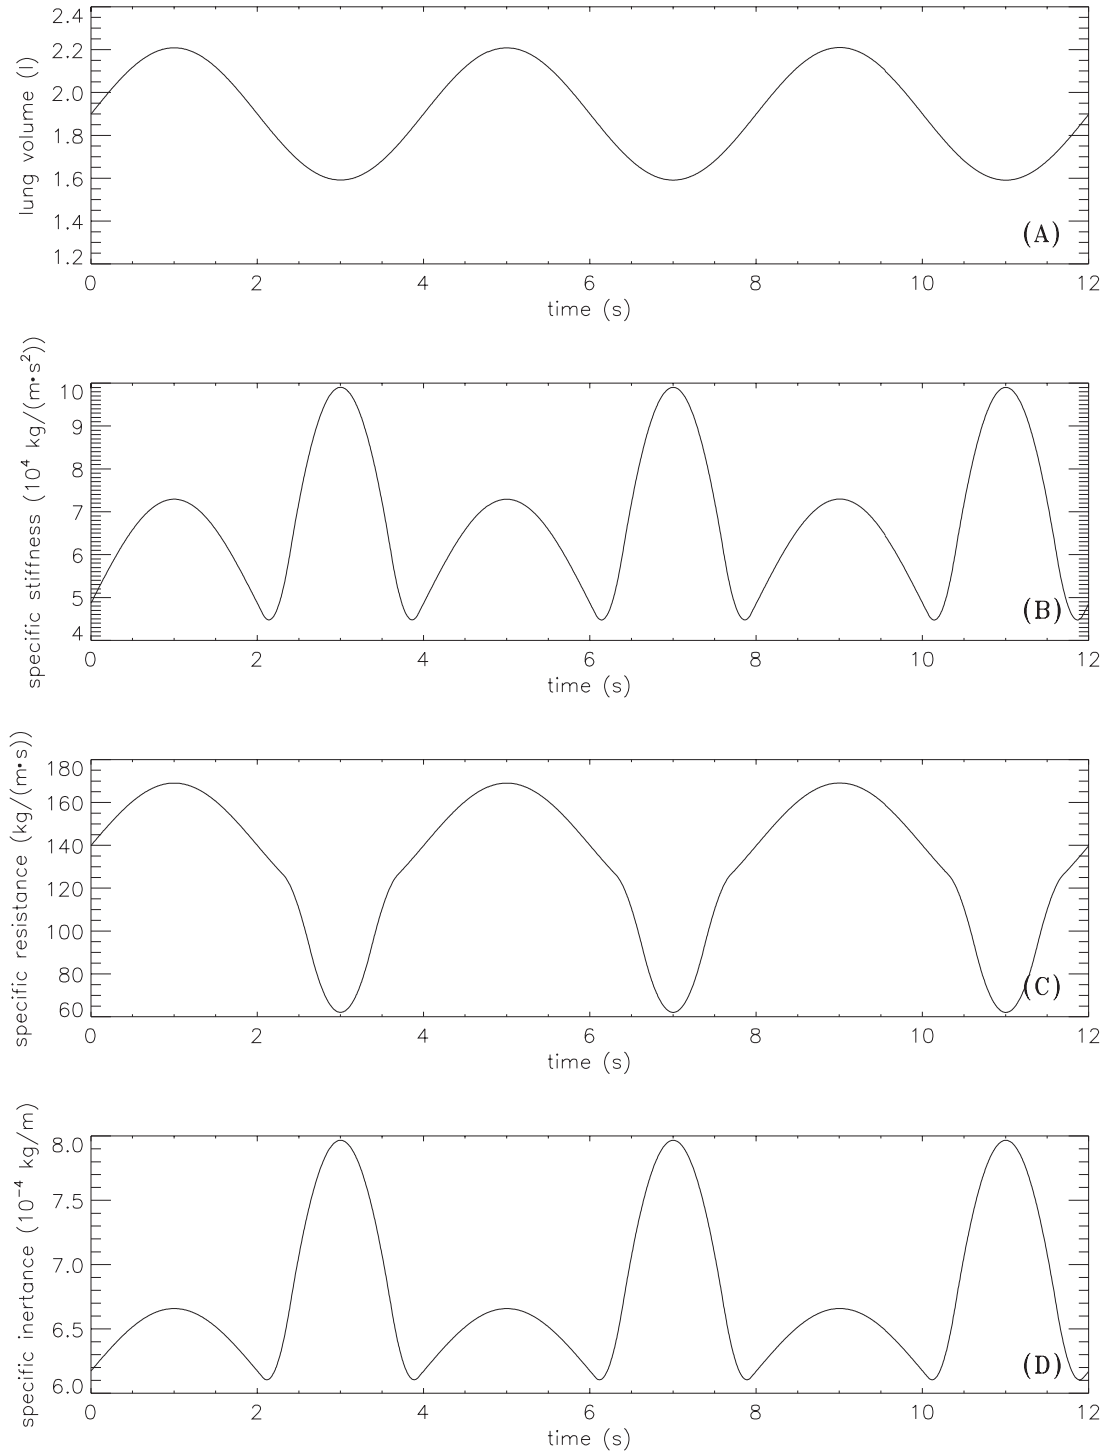 2.4
2.2
2.0
1.8
1.6
1.4
1.2
lung volume (l)
(A)
0 2 4 6 8 10 12
time (s)
10
9
8
7
6
5
4
specific stiffness (10⁴ kg/(m•s²))
(B)
0 2 4 6 8 10 12
time (s)
180
160
140
120
100
80
60
specific resistance (kg/(m•s))
(C)
0 2 4 6 8 10 12
time (s)
8.0
7.5
7.0
6.5
6.0
specific inertance (10⁻⁴ kg/m)
(D)
0 2 4 6 8 10 12
time (s)